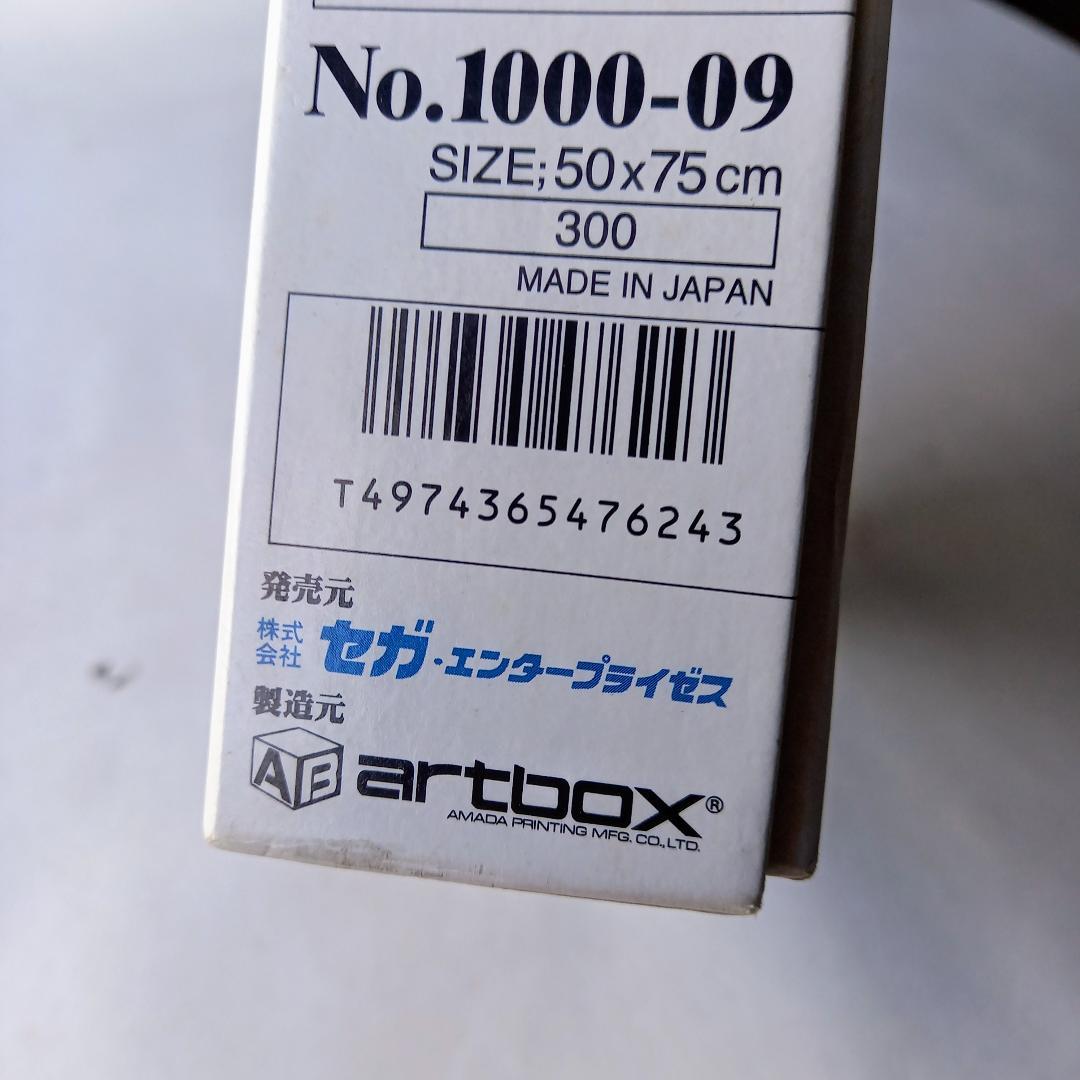 No.1000-09
SIZE;50x75cm
300
MADE IN JAPAN
T4974365476243
発売元
株式会社 セガ・エンタープライゼス
製造元
AB artbox®
AMADA PRINTING MFG. CO.,LTD.